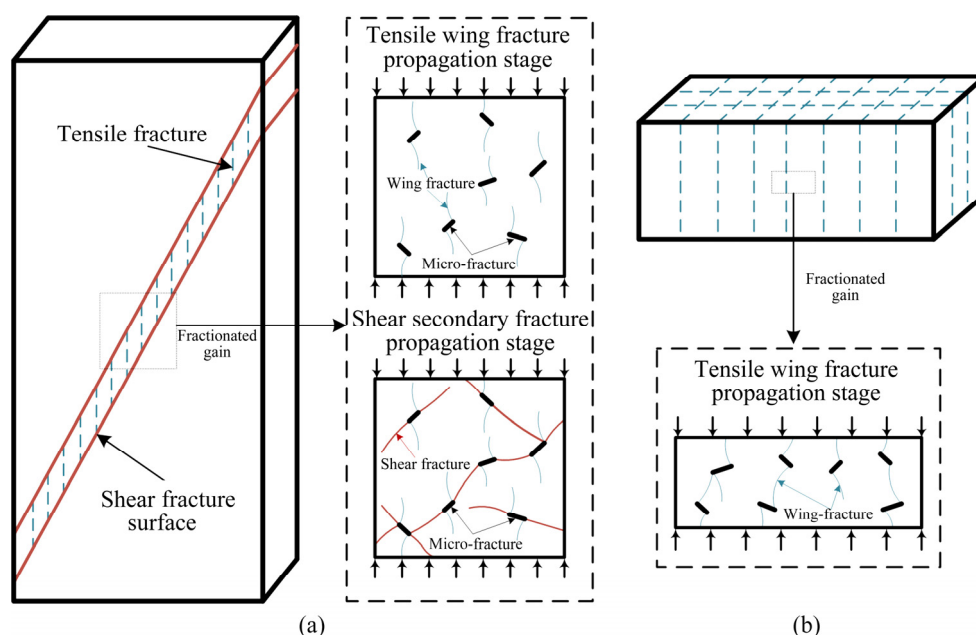 Tensile fracture
Fractionated
gain
Shear fracture
surface
Tensile wing fracture
propagation stage
Wing fracture
Micro-fracture
Shear secondary fracture
propagation stage
Shear fracture
Micro-fracture
(a)
Fractionated
gain
Tensile wing fracture
propagation stage
Wing-fracture
(b)